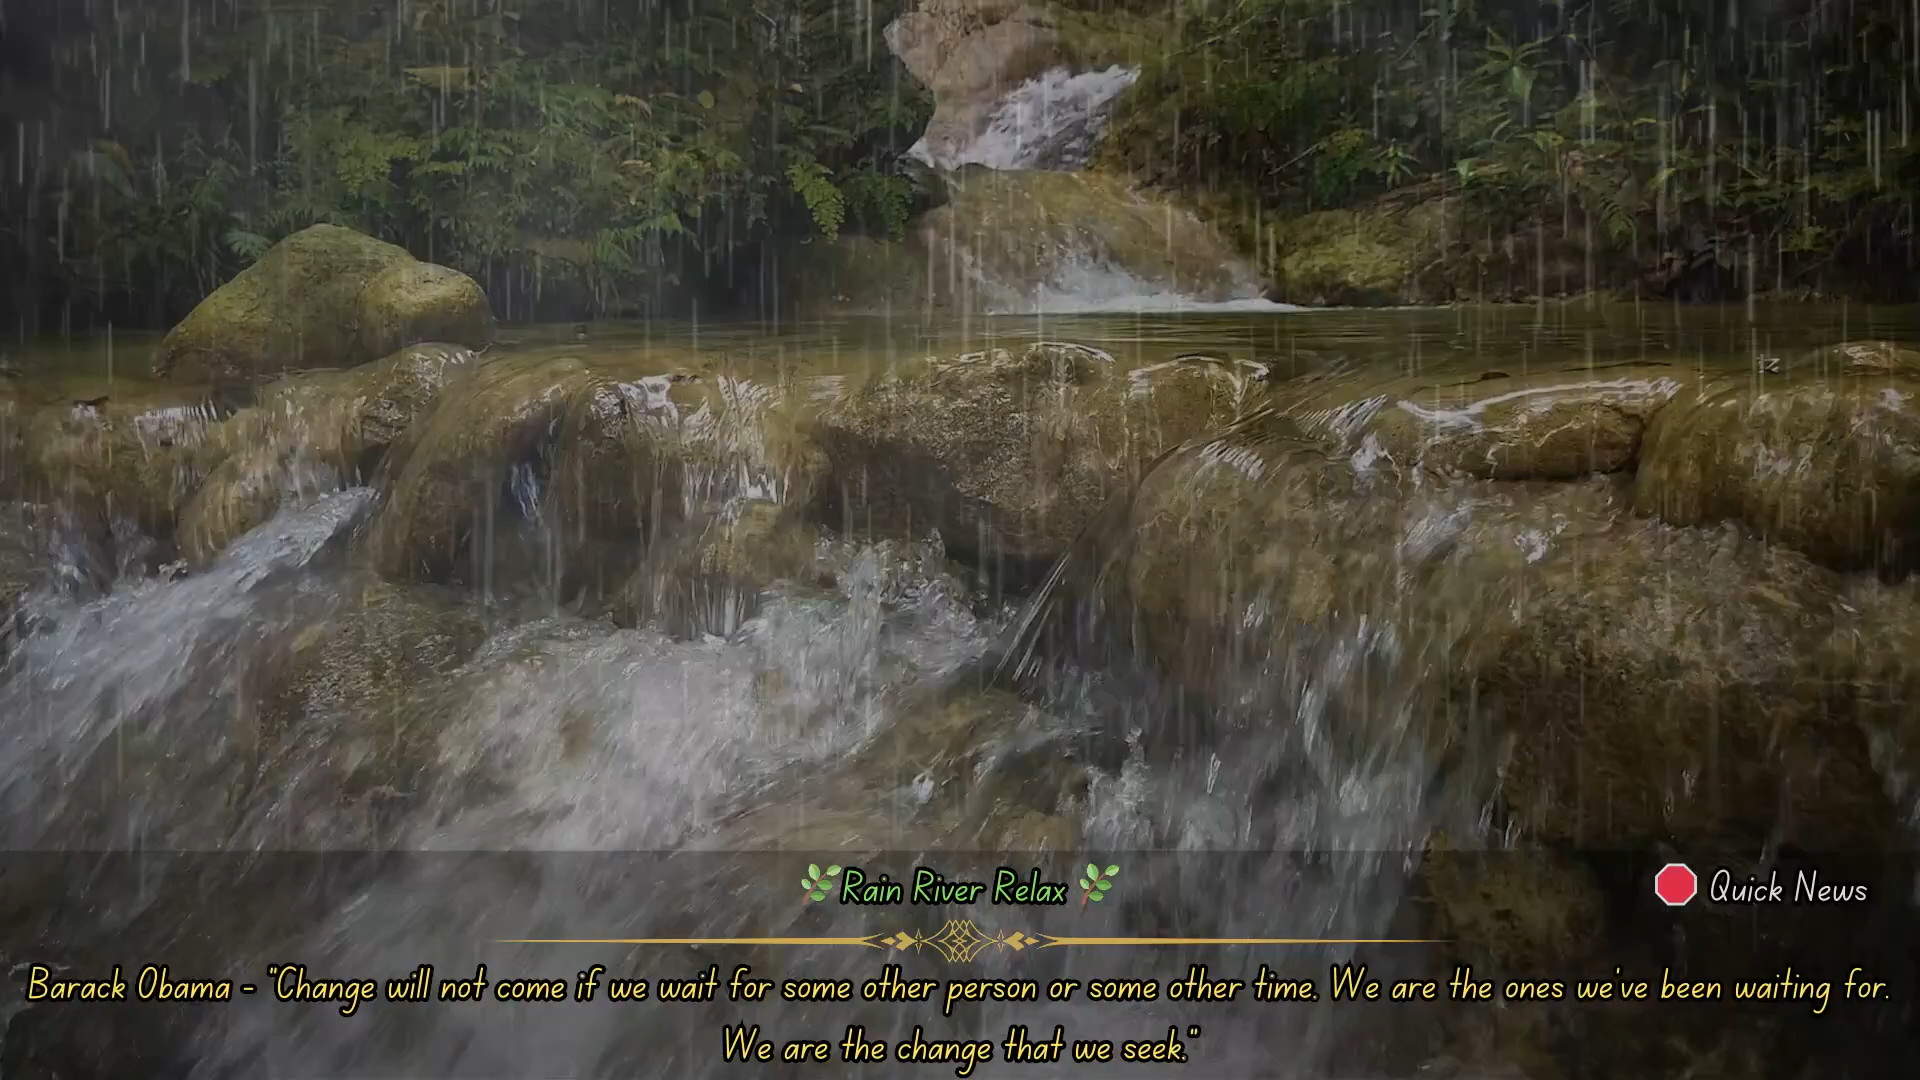 Rain River Relax
Quick News
Barack Obama - "Change will not come if we wait for some other person or some other time. We are the ones we've been waiting for.
We are the change that we seek."